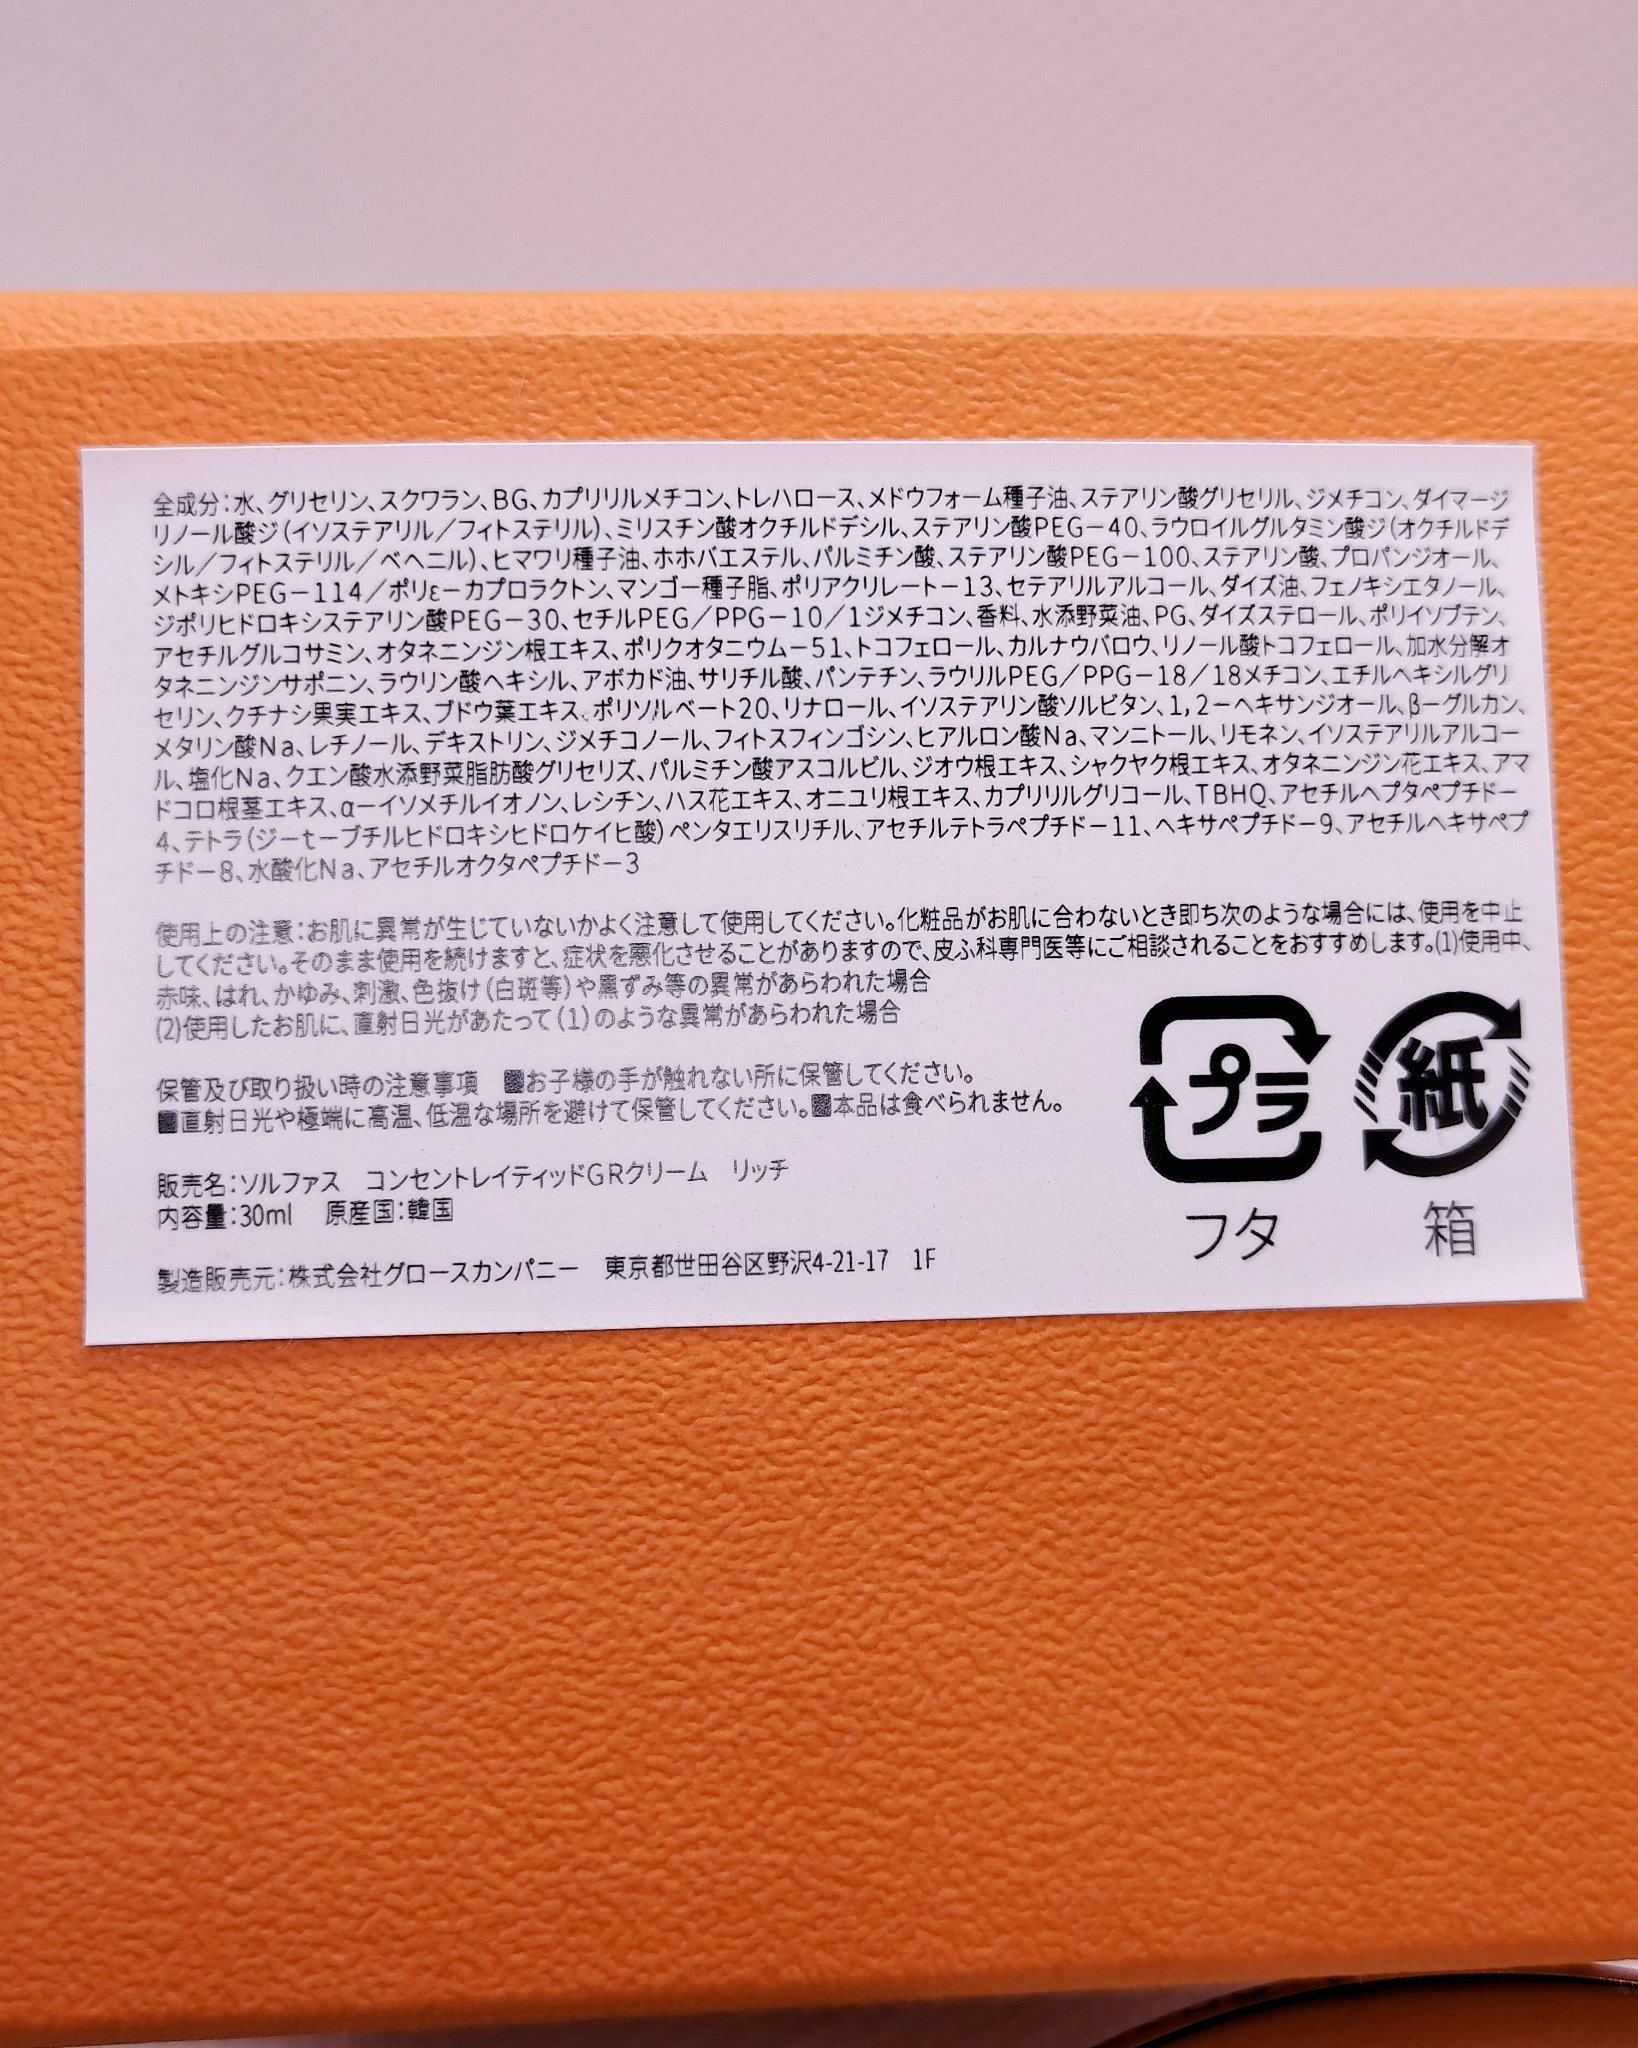 全成分：水、グリセリン、スクワラン、BG、カプリリルメチコン、トレハロース、メドウフォーム種子油、ステアリン酸グリセリル、ジメチコン、ダイマージ
リノール酸ジ（イソステアリル／フィトステリル）、ミリスチン酸オクチルドデシル、ステアリン酸PEG－40、ラウロイルグルタミン酸ジ（オクチルドデ
シル／フィトステリル／ベヘニル）、ヒマワリ種子油、ホホバエステル、パルミチン酸、ステアリン酸PEG－100、ステアリン酸、プロパンジオール、
メトキシPEG－114／ポリε－カプロラクトン、マンゴー種子脂、ポリアクリレート－13、セテアリルアルコール、ダイズ油、フェノキシエタノール、
ジポリヒドロキシステアリン酸PEG－30、セチルPEG／PPG－10／1ジメチコン、香料、水添野菜油、PG、ダイズステロール、ポリイソブテン、
アセチルグルコサミン、オタネニンジン根エキス、ポリクオタニウム－51、トコフェロール、カルナウバロウ、リノール酸トコフェロール、加水分解オ
タネニンジンサポニン、ラウリン酸ヘキシル、アボカド油、サリチル酸、パンテチン、ラウリルPEG／PPG－18／18メチコン、エチルヘキシルグリ
セリン、クチナシ果実エキス、ブドウ葉エキス、ポリソルベート20、リナロール、イソステアリン酸ソルビタン、1，2－ヘキサンジオール、β－グルカン、
メタリン酸Na、レチノール、デキストリン、ジメチコノール、フィトスフィンゴシン、ヒアルロン酸Na、マンニトール、リモネン、イソステアリルアルコー
ル、塩化Na、クエン酸水添野菜脂肪酸グリセリズ、パルミチン酸アスコルビル、ジオウ根エキス、シャクヤク根エキス、オタネニンジン花エキス、アマ
ドコロ根茎エキス、α－イソメチルイオノン、レシチン、ハス花エキス、オニユリ根エキス、カプリリルグリコール、TBHQ、アセチルヘプタペプチド－
4、テトラ（ジ－t－ブチルヒドロキシヒドロケイヒ酸）ペンタエリスリチル、アセチルテトラペプチド－11、ヘキサペプチド－9、アセチルヘキサペプ
チド－8、水酸化Na、アセチルオクタペプチド－3
使用上の注意：お肌に異常が生じていないかよく注意して使用してください。化粧品がお肌に合わないとき即ち次のような場合には、使用を中止
してください。そのまま使用を続けますと、症状を悪化させることがありますので、皮ふ科専門医等にご相談されることをおすすめします。(1)使用中、
赤味、はれ、かゆみ、刺激、色抜け（白斑等）や黒ずみ等の異常があらわれた場合
(2)使用したお肌に、直射日光があたって（1）のような異常があらわれた場合
保管及び取り扱い時の注意事項　お子様の手が触れない所に保管してください。
直射日光や極端に高温、低温な場所を避けて保管してください。本品は食べられません。
プラ
紙
フタ
箱
販売名：ソルファス　コンセントレイティッドGRクリーム　リッチ
内容量：30ml　原産国：韓国
製造販売元：株式会社グロースカンパニー　東京都世田谷区野沢4-21-17　1F